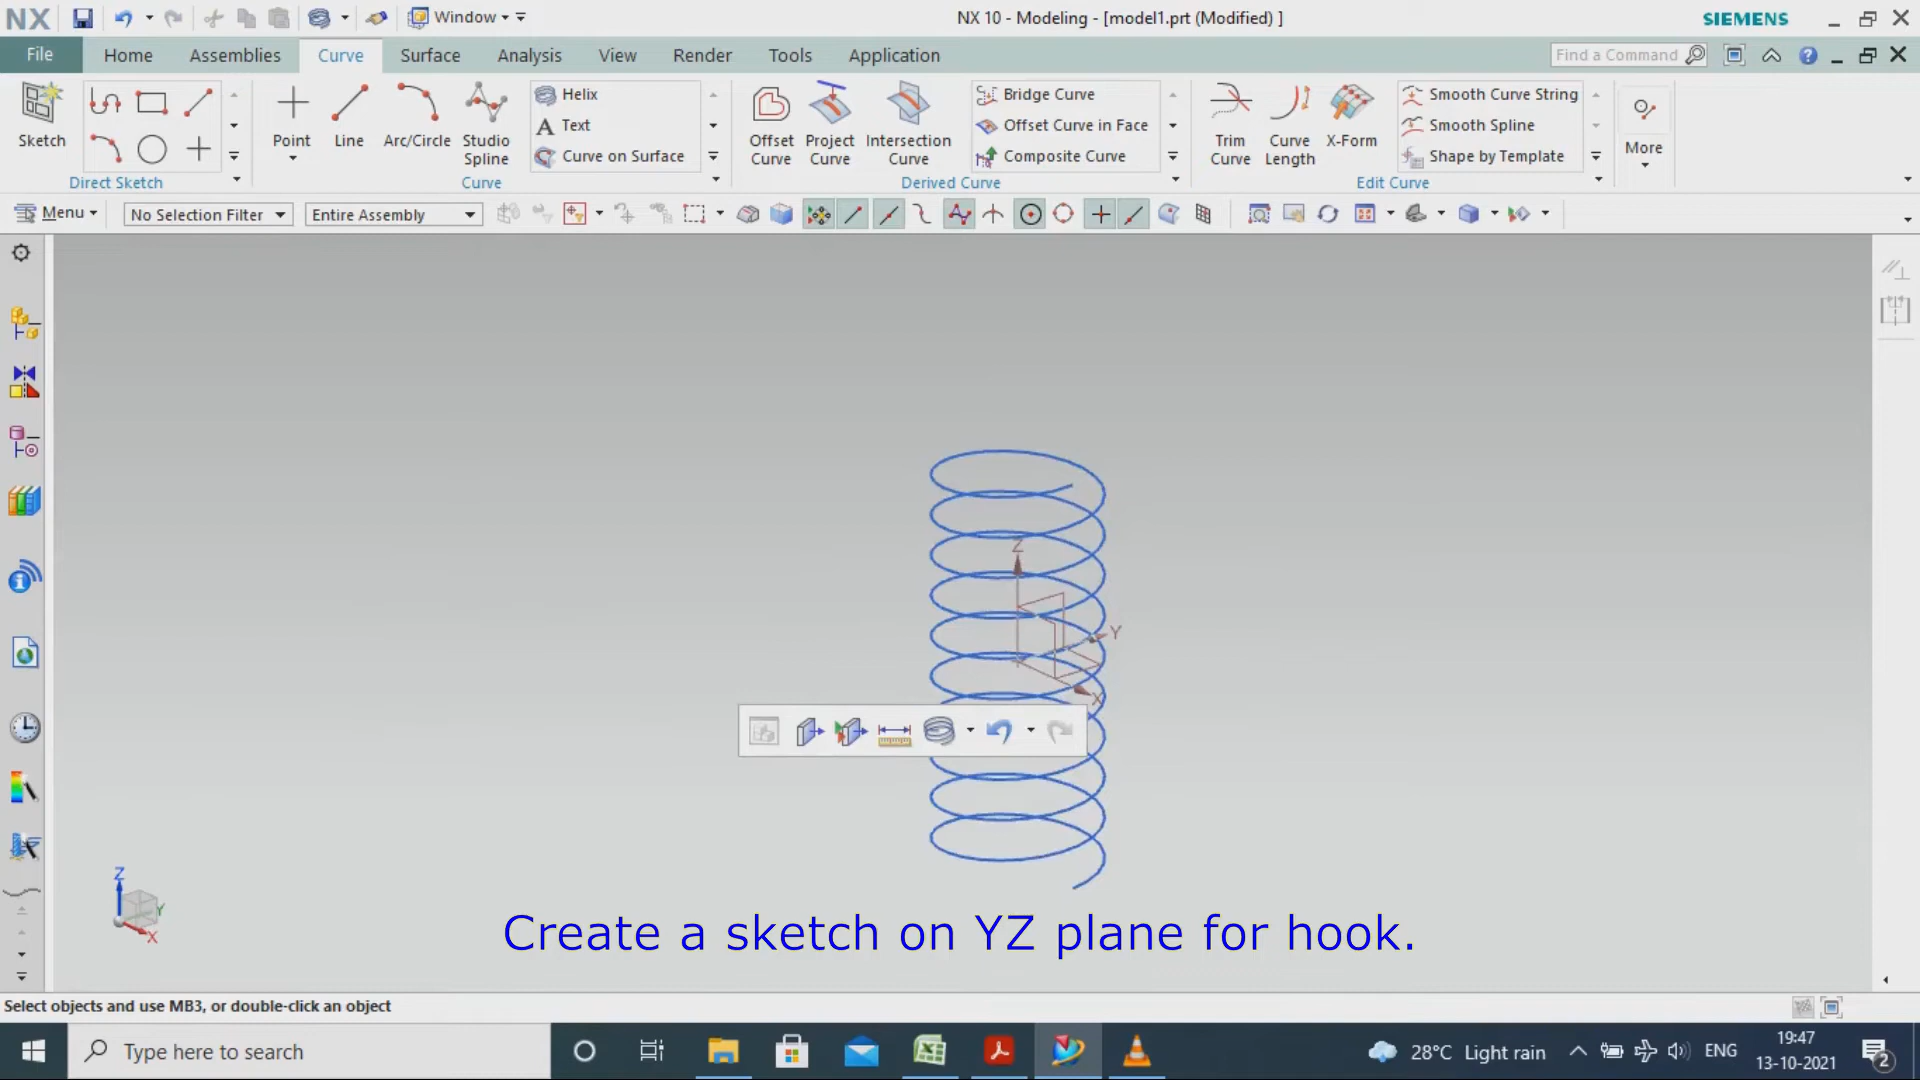 NX
Window
NX 10 - Modeling - [model1.prt (Modified) ]
SIEMENS
File
Home
Assemblies
Curve
Surface
Analysis
View
Render
Tools
Application
Find a Command
Sketch
Direct Sketch
Point
Line
Arc/Circle
Studio Spline
Helix
Text
Curve on Surface
Curve
Offset Curve
Project Curve
Intersection Curve
Bridge Curve
Offset Curve in Face
Composite Curve
Derived Curve
Trim Curve
Curve Length
X-Form
Smooth Curve String
Smooth Spline
Shape by Template
Edit Curve
More
Menu
No Selection Filter
Entire Assembly
Z
Y
X
Z
Y
X
Create a sketch on YZ plane for hook.
Select objects and use MB3, or double-click an object
Type here to search
28°C Light rain
ENG
19:47
13-10-2021
2